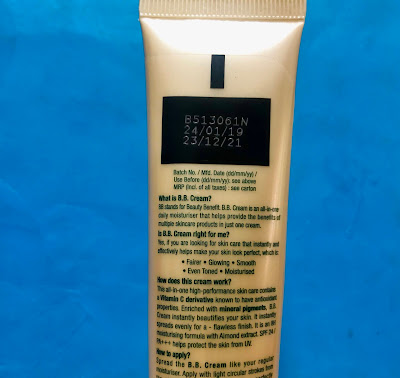 BS13061N
24/01/19
23/12/21
Batch No. / Mfd. Date (dd/mm/yy) /
Use Before (dd/mm/yy): see above
MRP (Incl. of all taxes) : see carton
What is B.B. Cream?
BB stands for Beauty Benefit. B.B. Cream is an all-in-one
daily moisturiser that helps provide the benefits of
multiple skincare products in just one cream.
Is B.B. Cream right for me?
Yes, if you are looking for skin care that instantly and
effectively helps make your skin look perfect, which is:
• Fairer • Glowing • Smooth
• Even Toned • Moisturised
How does this cream work?
This all-in-one high-performance skin care contains
a Vitamin C derivative known to have antioxidant
properties. Enriched with mineral pigments, B.B.
Cream instantly beautifies your skin. It instantly
spreads evenly for a - flawless finish. It is an
moisturising formula with Almond extract. SPF 24 /
PA+++ helps protect the skin from UV.
How to apply?
Spread the B.B. Cream like your regular
moisturiser. Apply with light circular strokes from